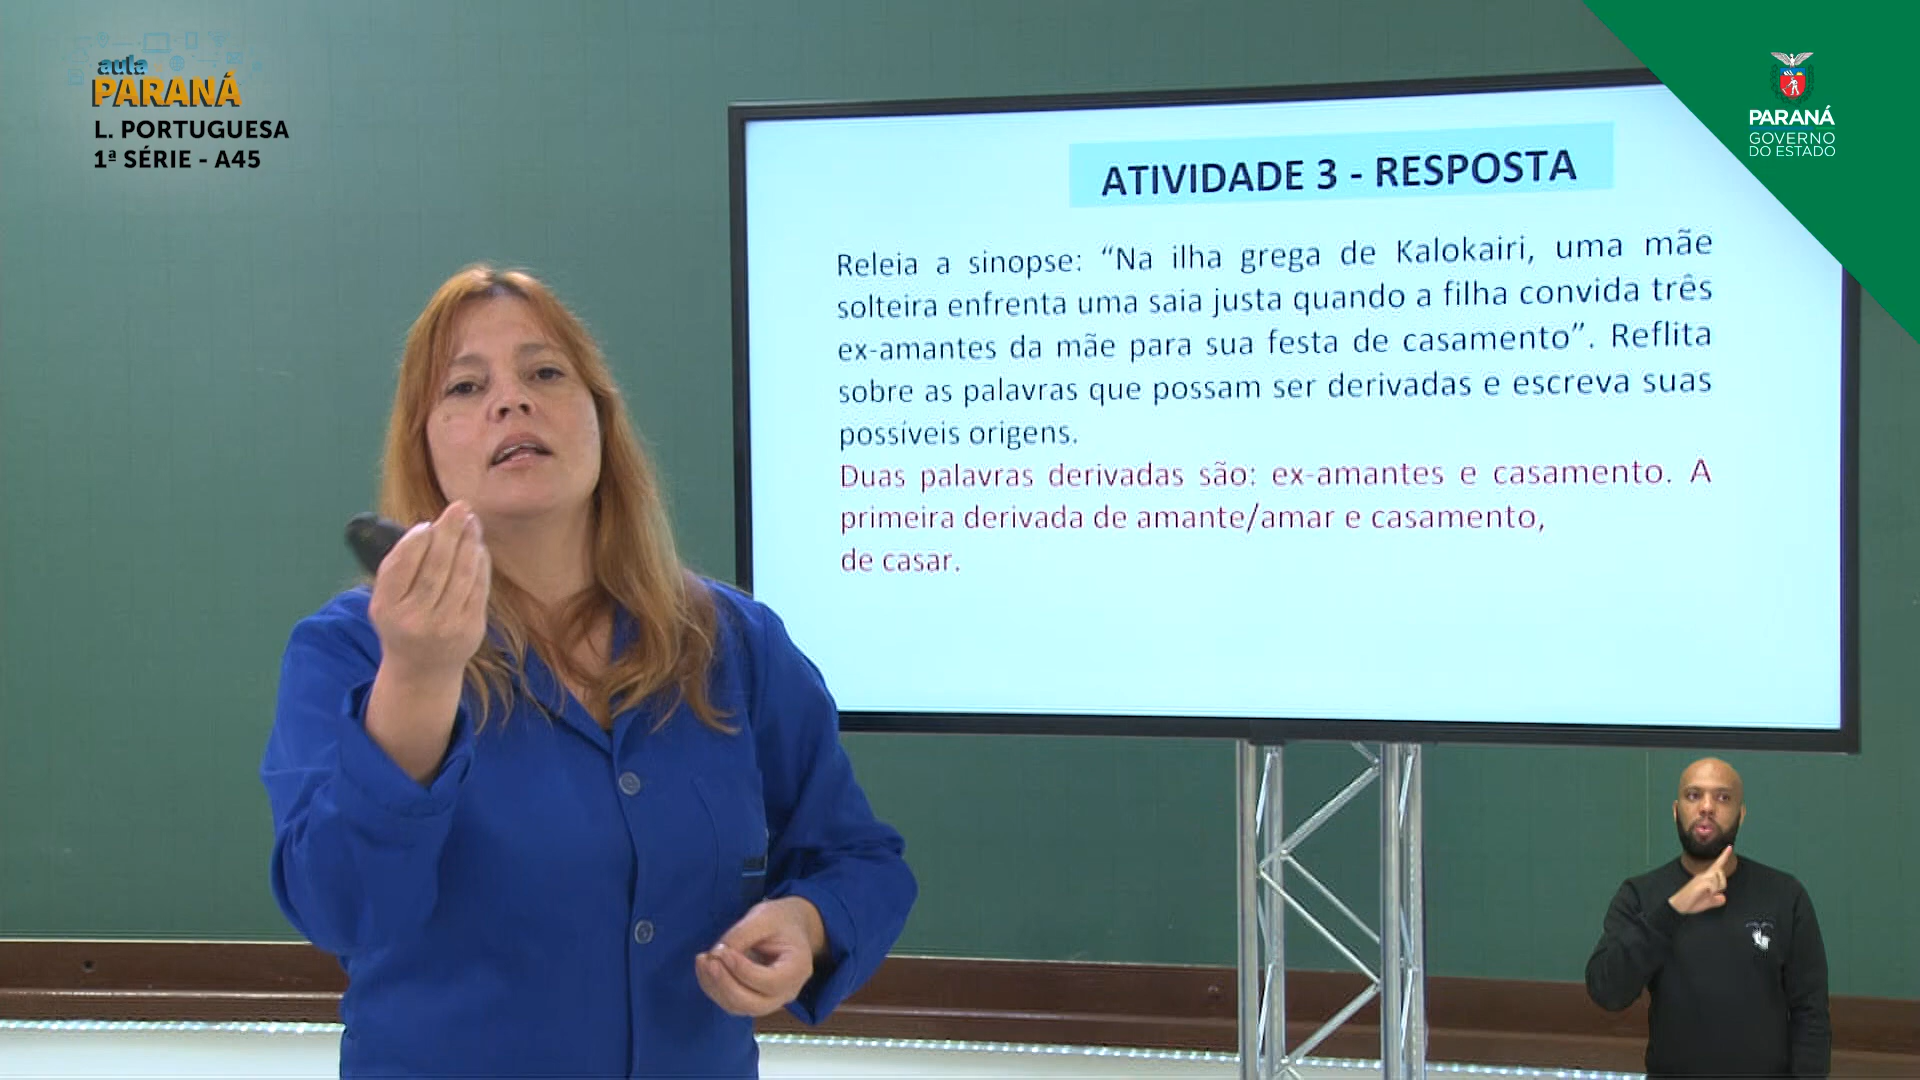 aula
PARANÁ
L. PORTUGUESA
1ª SÉRIE - A45
PARANÁ
GOVERNO
DO ESTADO
ATIVIDADE 3 - RESPOSTA
Releia a sinopse: “Na ilha grega de Kalokairi, uma mãe
solteira enfrenta uma saia justa quando a filha convida três
ex-amantes da mãe para sua festa de casamento”. Reflita
sobre as palavras que possam ser derivadas e escreva suas
possíveis origens.
Duas palavras derivadas são: ex-amantes e casamento. A
primeira derivada de amante/amar e casamento,
de casar.